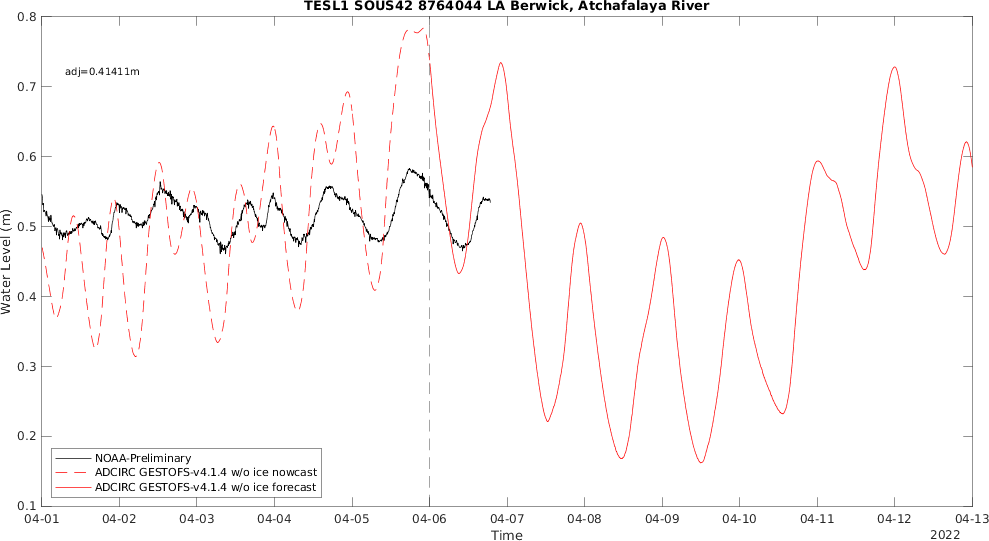 TESL1 SOUS42 8764044 LA Berwick, Atchafalaya River
adj=0.41411m
Water Level (m)
0.8
0.7
0.6
0.5
0.4
0.3
0.2
0.1
NOAA-Preliminary
ADCIRC GESTOFS-v4.1.4 w/o ice nowcast
ADCIRC GESTOFS-v4.1.4 w/o ice forecast
04-01 04-02 04-03 04-04 04-05 04-06 04-07 04-08 04-09 04-10 04-11 04-12 04-13
Time
2022